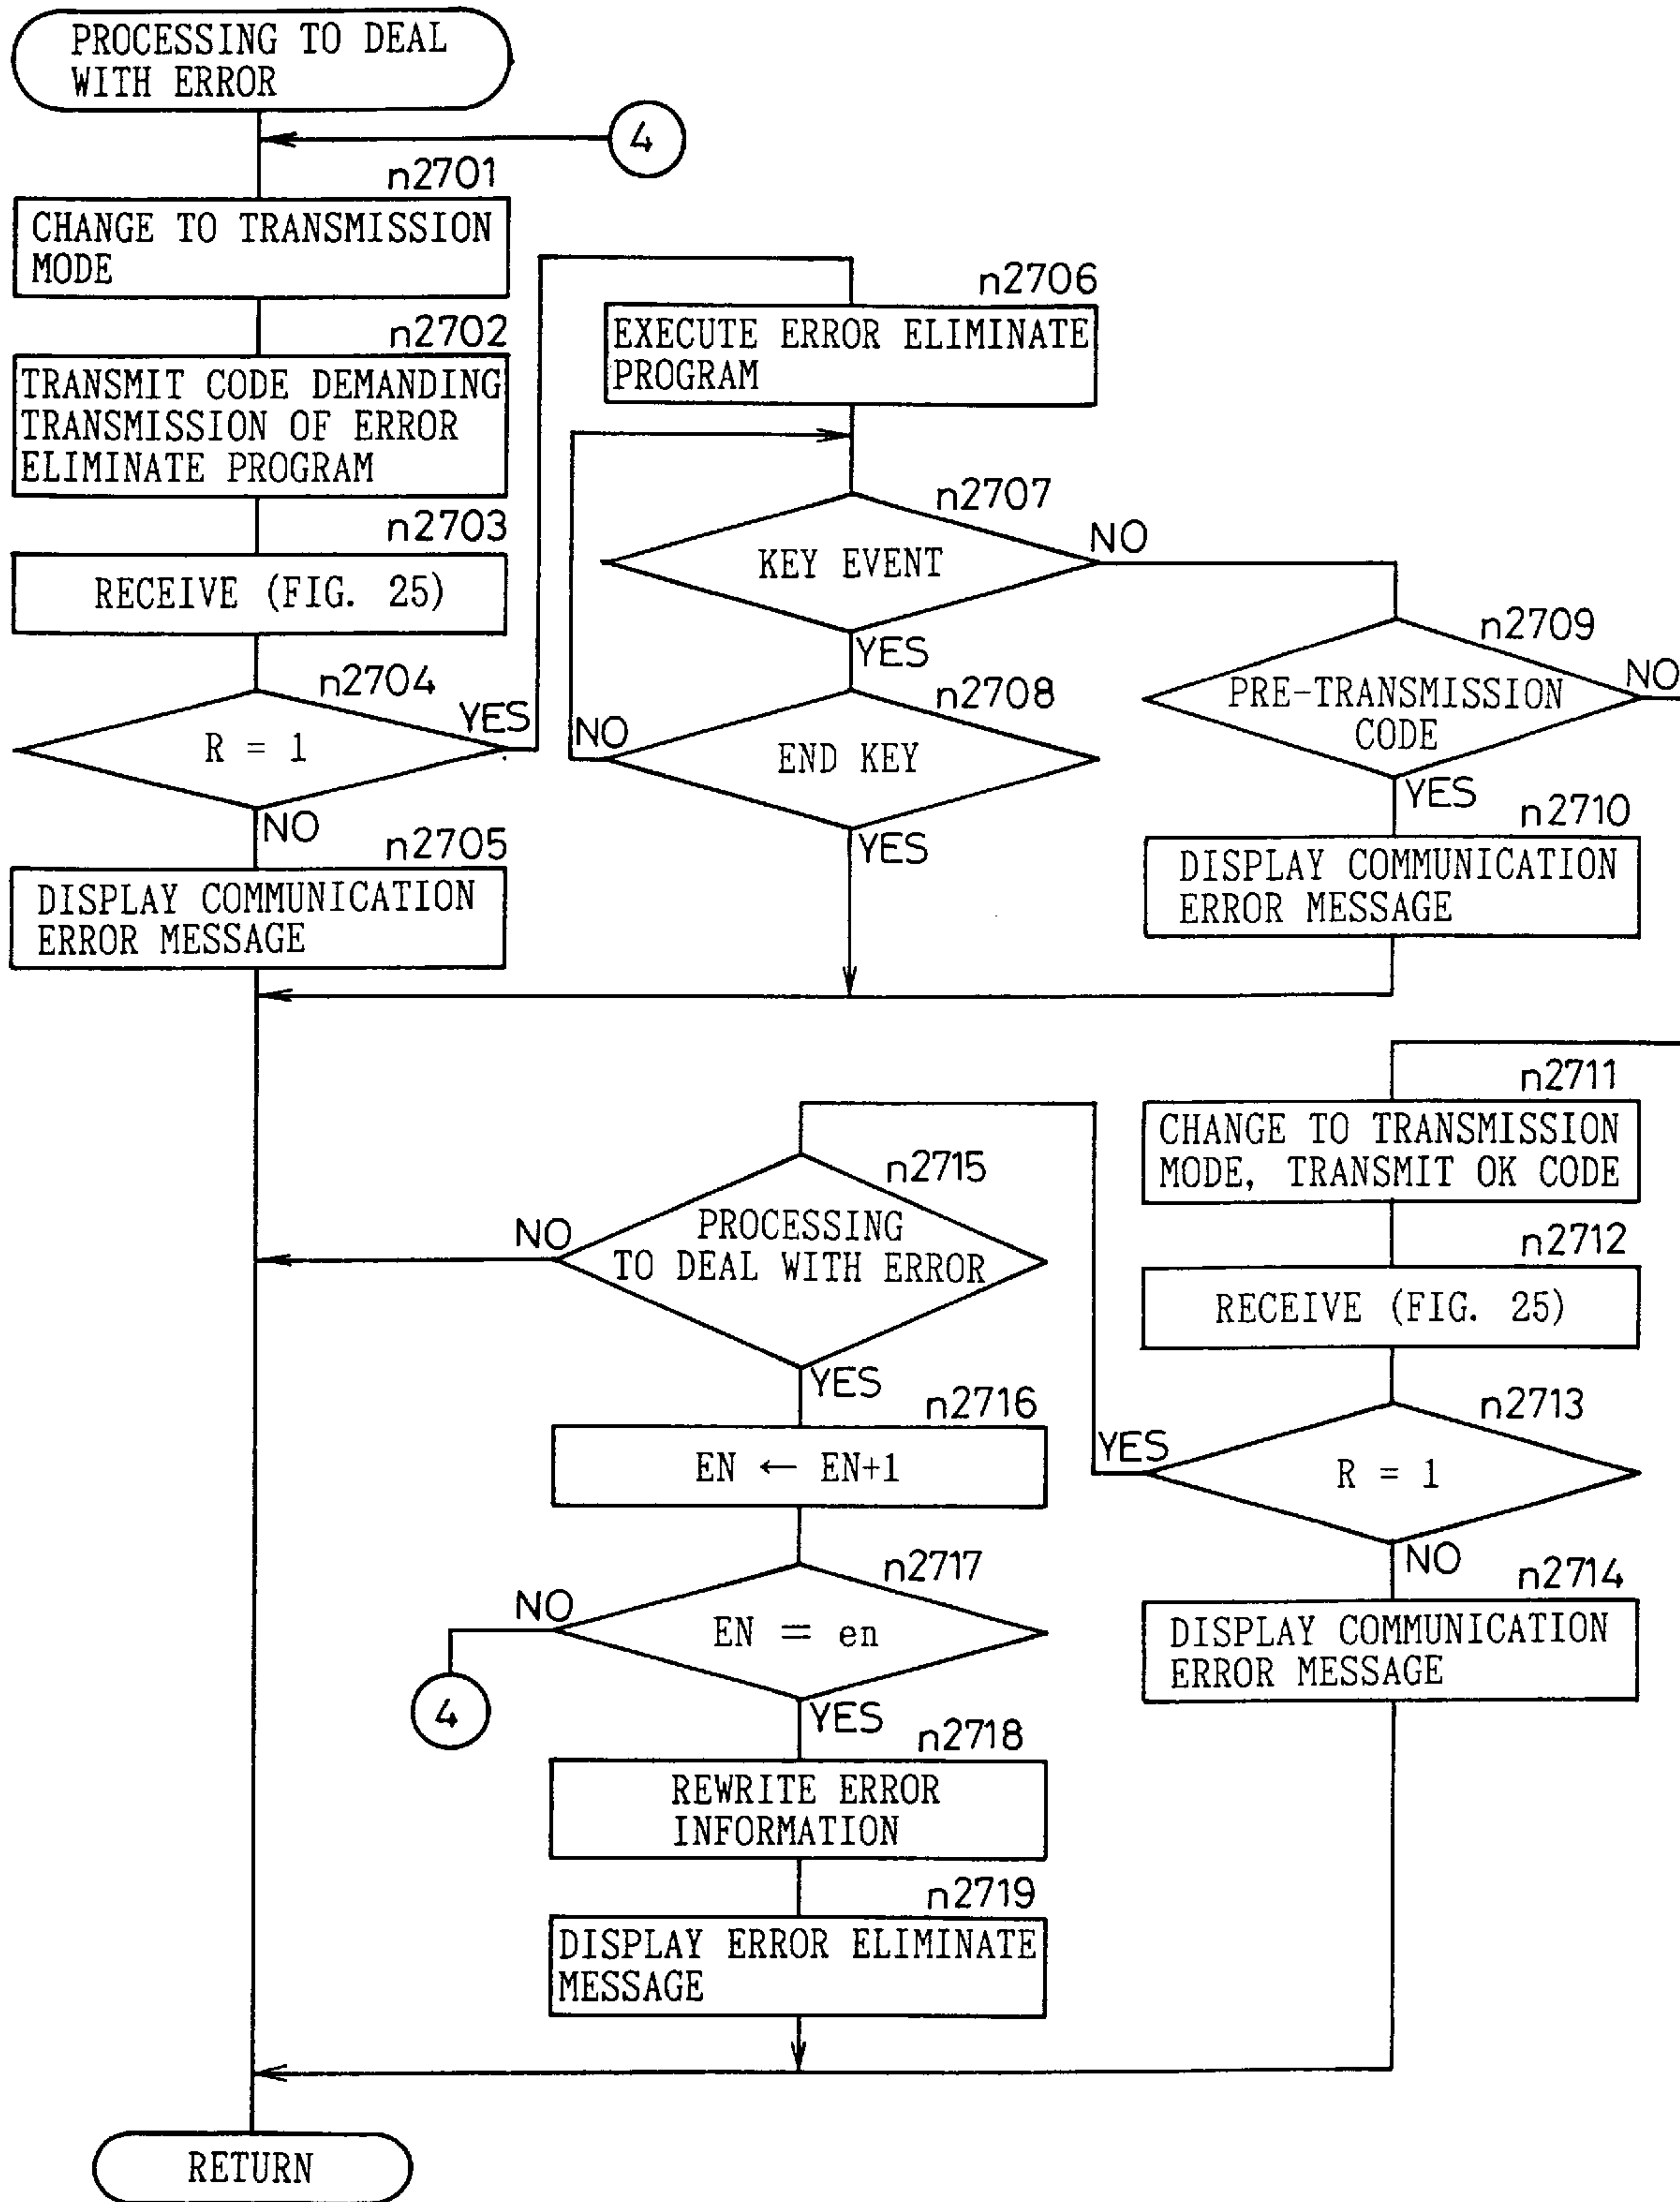 PROCESSING TO DEAL
WITH ERROR
4
n2701
CHANGE TO TRANSMISSION
MODE
n2702
TRANSMIT CODE DEMANDING
TRANSMISSION OF ERROR
ELIMINATE PROGRAM
n2703
RECEIVE (FIG. 25)
n2704
R = 1
YES
NO
n2705
DISPLAY COMMUNICATION
ERROR MESSAGE
n2706
EXECUTE ERROR ELIMINATE
PROGRAM
n2707
KEY EVENT
NO
YES
n2708
NO
END KEY
YES
n2709
NO
PRE-TRANSMISSION
CODE
YES
n2710
DISPLAY COMMUNICATION
ERROR MESSAGE
n2711
CHANGE TO TRANSMISSION
MODE, TRANSMIT OK CODE
n2712
RECEIVE (FIG. 25)
n2713
YES
R = 1
NO
n2714
DISPLAY COMMUNICATION
ERROR MESSAGE
n2715
NO
PROCESSING
TO DEAL WITH ERROR
YES
n2716
EN ← EN+1
n2717
NO
EN = en
4
YES
n2718
REWRITE ERROR
INFORMATION
n2719
DISPLAY ERROR ELIMINATE
MESSAGE
RETURN